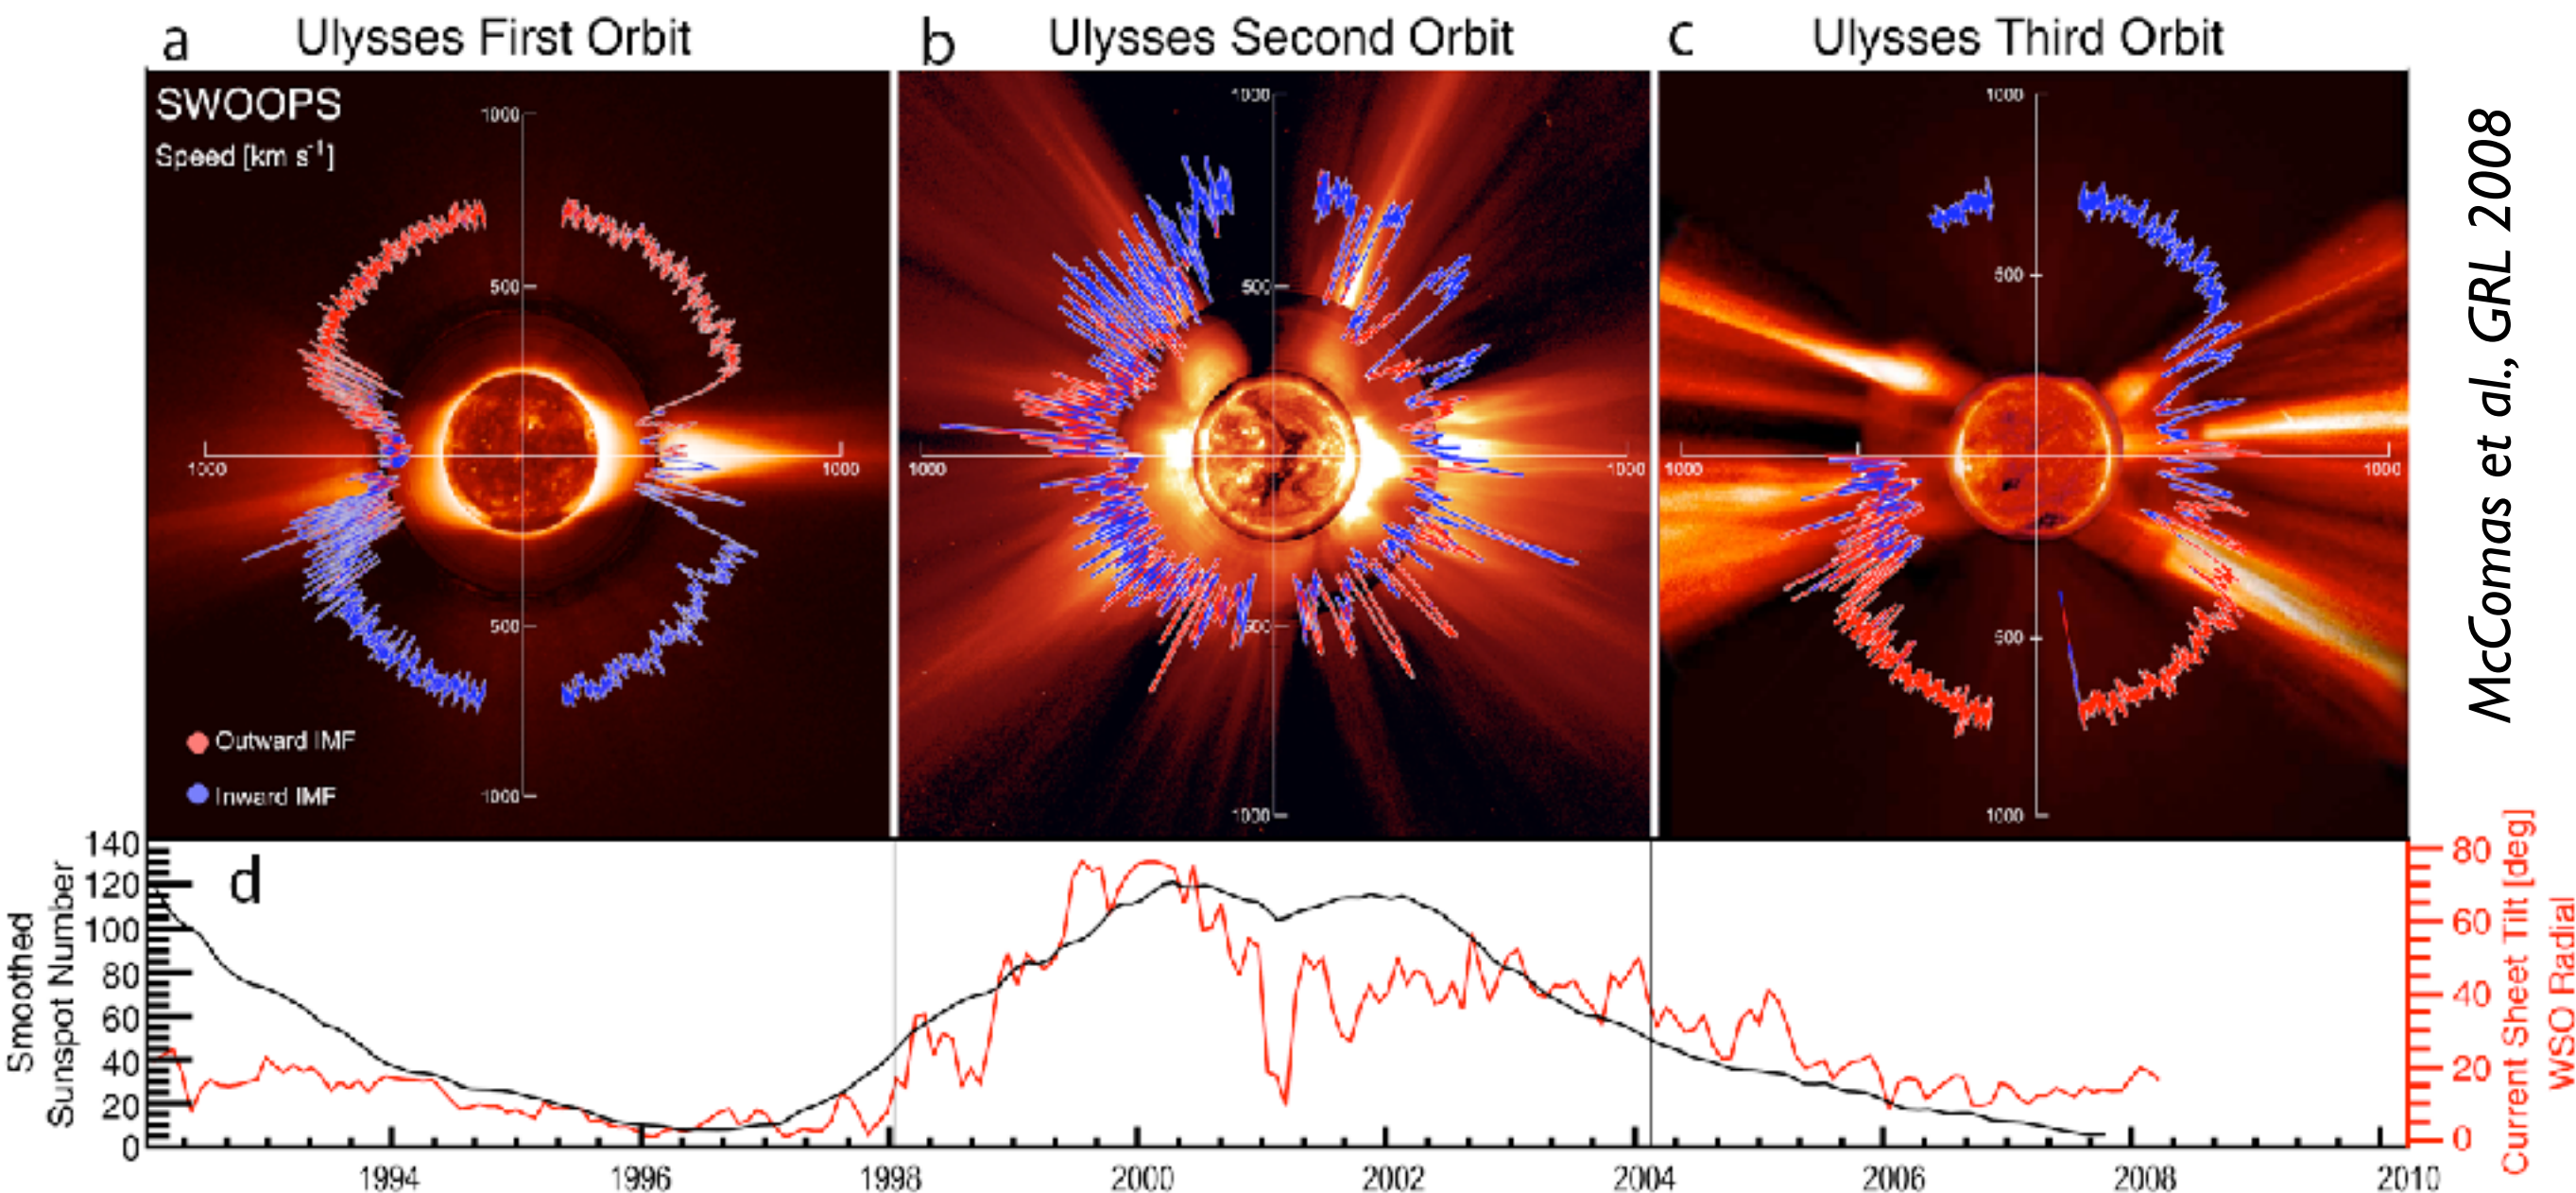 a
Ulysses First Orbit
b
Ulysses Second Orbit
c
Ulysses Third Orbit
SWOOPS
Speed [km s⁻¹]
1000
500
1000
1000
500
1000
Outward IMF
Inward IMF
1000
500
1000
1000
500
1000
1000
500
1000
1000
500
1000
McComas et al., GRL 2008
d
Smoothed
Sunspot Number
140
120
100
80
60
40
20
0
80
60
40
20
0
Current Sheet Tilt [deg]
WSO Radial
1994
1996
1998
2000
2002
2004
2006
2008
2010